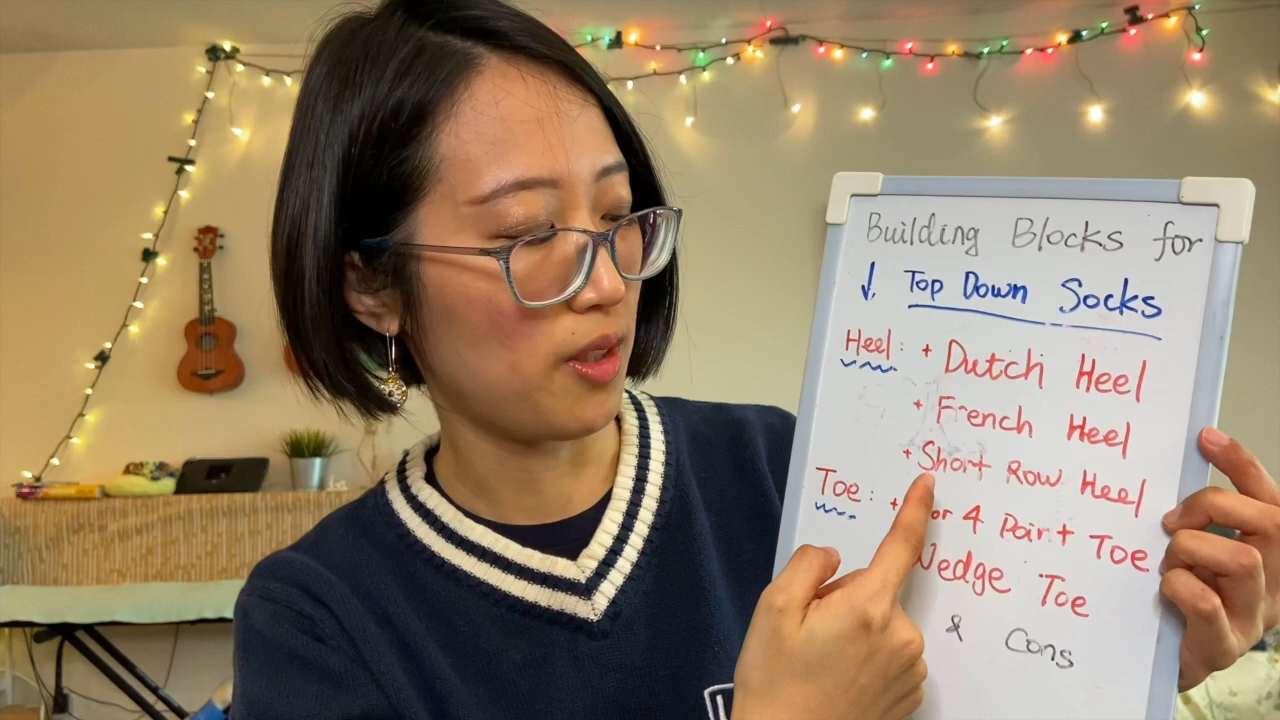 Building Blocks for
↓ Top Down Socks
Heel: + Dutch Heel
+ French Heel
+ Short Row Heel
Toe: + or 4 Point Toe
Wedge Toe
& Cons